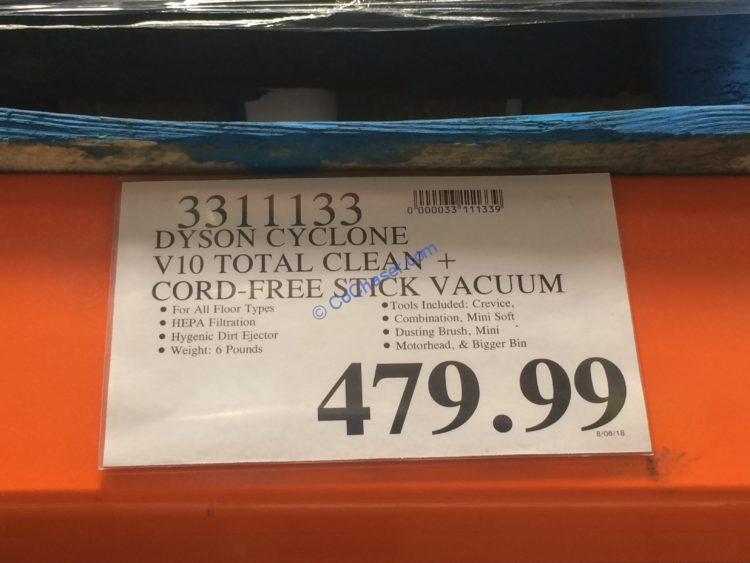 3311133
0 000033 111339
DYSON CYCLONE
V10 TOTAL CLEAN +
CORD-FREE STICK VACUUM
© CoChaser.com
• For All Floor Types
• HEPA Filtration
• Hygenic Dirt Ejector
• Weight: 6 Pounds
• Tools Included: Crevice,
• Combination, Mini Soft
• Dusting Brush, Mini
• Motorhead, & Bigger Bin
479.99
8/06/18